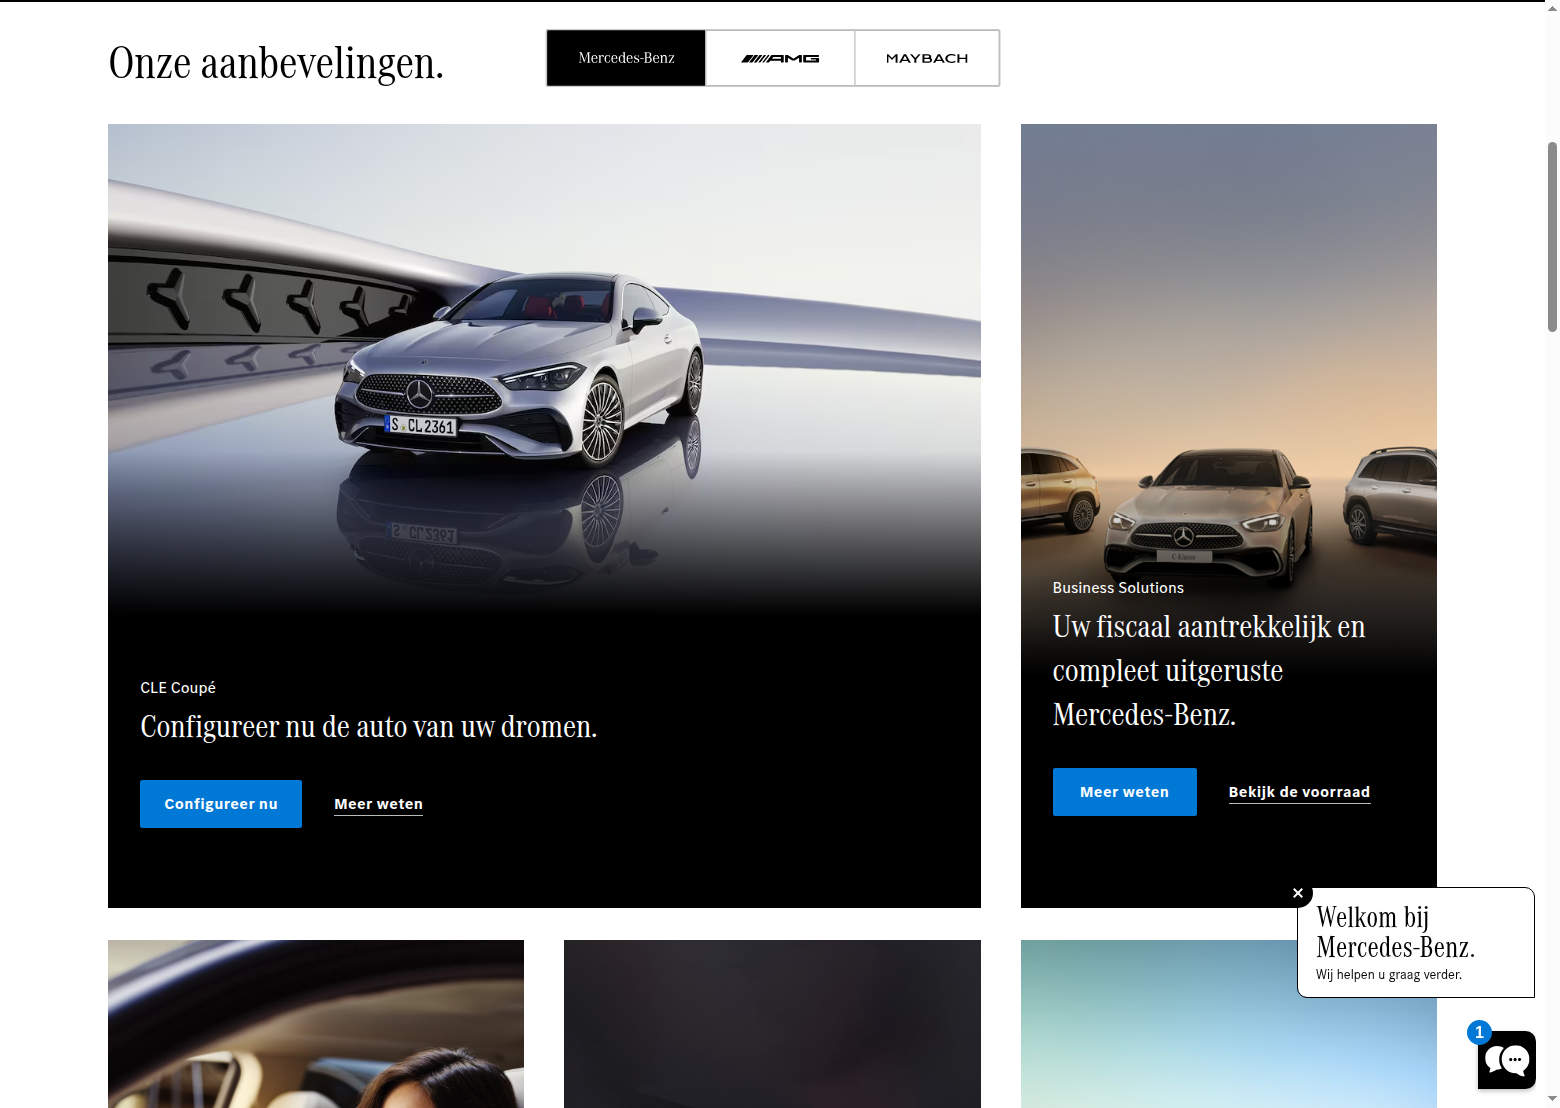 Onze aanbevelingen.
Mercedes-Benz
AMG
MAYBACH
S CL 2361
CLE Coupé
Configureer nu de auto van uw dromen.
Configureer nu
Meer weten
C-Klasse
Business Solutions
Uw fiscaal aantrekkelijk en
compleet uitgeruste
Mercedes-Benz.
Meer weten
Bekijk de voorraad
Welkom bij
Mercedes-Benz.
Wij helpen u graag verder.
1